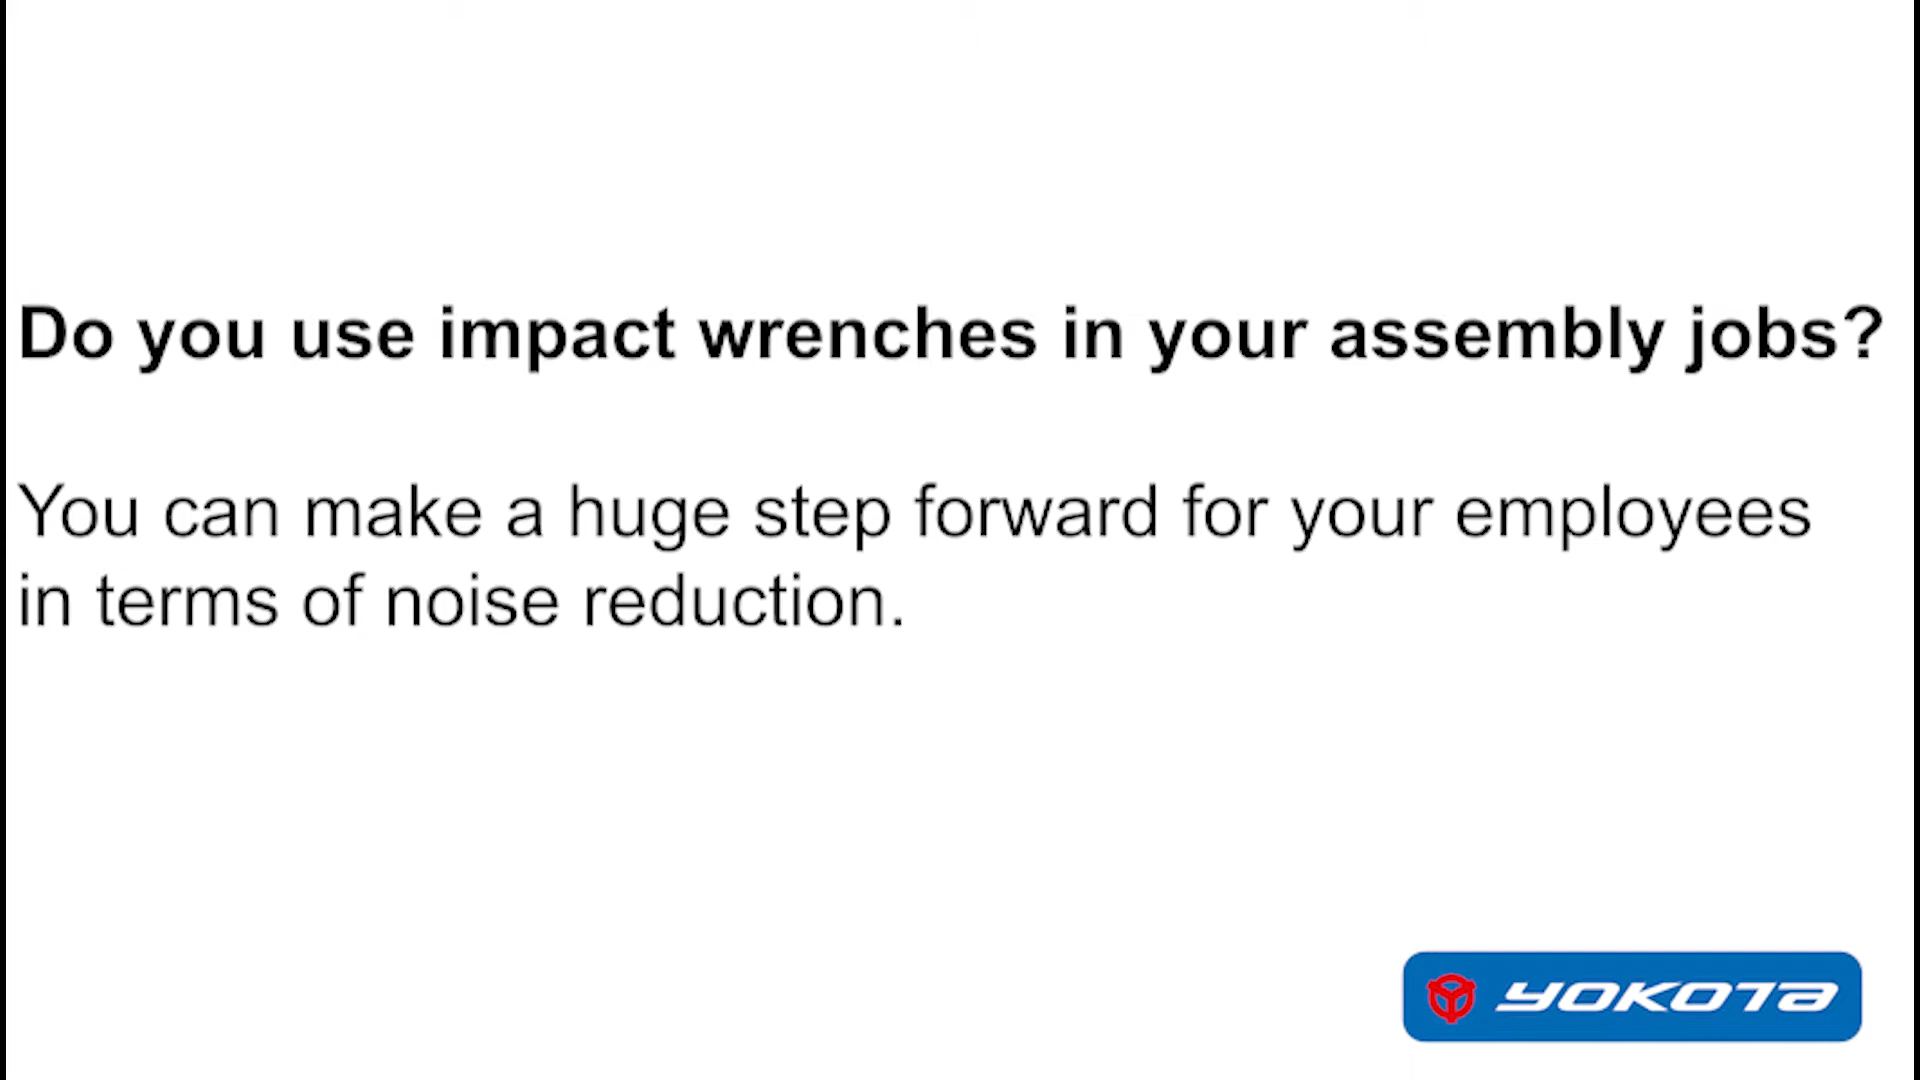 Do you use impact wrenches in your assembly jobs?
You can make a huge step forward for your employees
in terms of noise reduction.
YOKOTA